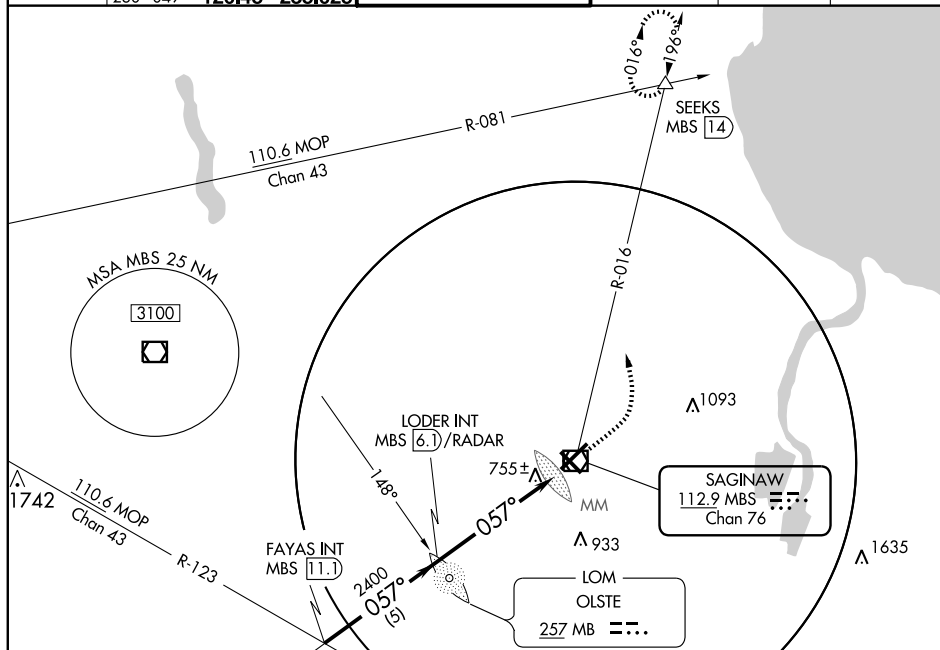 120.45
016°
196°
SEEKS
MBS 14
R-081
110.6 MOP
Chan 43
MSA MBS 25 NM
3100
R-016
1093
LODER INT
MBS 6.1/RADAR
755±
148°
057°
MM
SAGINAW
112.9 MBS
Chan 76
1742
110.6 MOP
Chan 43
R-123
933
1635
FAYAS INT
MBS 11.1
2400
057°
(5)
LOM
OLSTE
257 MB